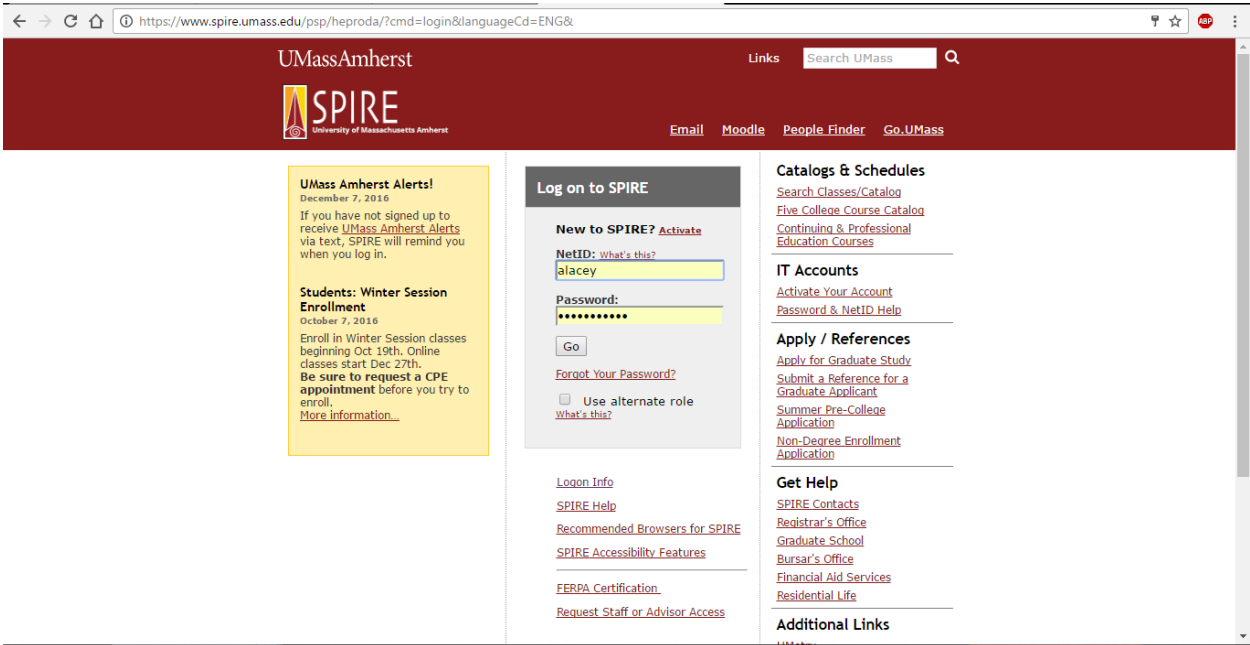 https://www.spire.umass.edu/psp/heproda/?cmd=login&languageCd=ENG&
ABP
UMassAmherst
Links
Search UMass
SPIRE
University of Massachusetts Amherst
Email Moodle People Finder Go.UMass
UMass Amherst Alerts!
December 7, 2016
If you have not signed up to
receive UMass Amherst Alerts
via text, SPIRE will remind you
when you log in.
Students: Winter Session
Enrollment
October 7, 2016
Enroll in Winter Session classes
beginning Oct 19th. Online
classes start Dec 27th.
Be sure to request a CPE
appointment before you try to
enroll.
More information...
Log on to SPIRE
New to SPIRE? Activate
NetID: What's this?
alacey
Password:
•••••••••••
Go
Forgot Your Password?
Use alternate role
What's this?
Logon Info
SPIRE Help
Recommended Browsers for SPIRE
SPIRE Accessibility Features
FERPA Certification
Request Staff or Advisor Access
Catalogs & Schedules
Search Classes/Catalog
Five College Course Catalog
Continuing & Professional
Education Courses
IT Accounts
Activate Your Account
Password & NetID Help
Apply / References
Apply for Graduate Study
Submit a Reference for a
Graduate Applicant
Summer Pre-College
Application
Non-Degree Enrollment
Application
Get Help
SPIRE Contacts
Registrar's Office
Graduate School
Bursar's Office
Financial Aid Services
Residential Life
Additional Links